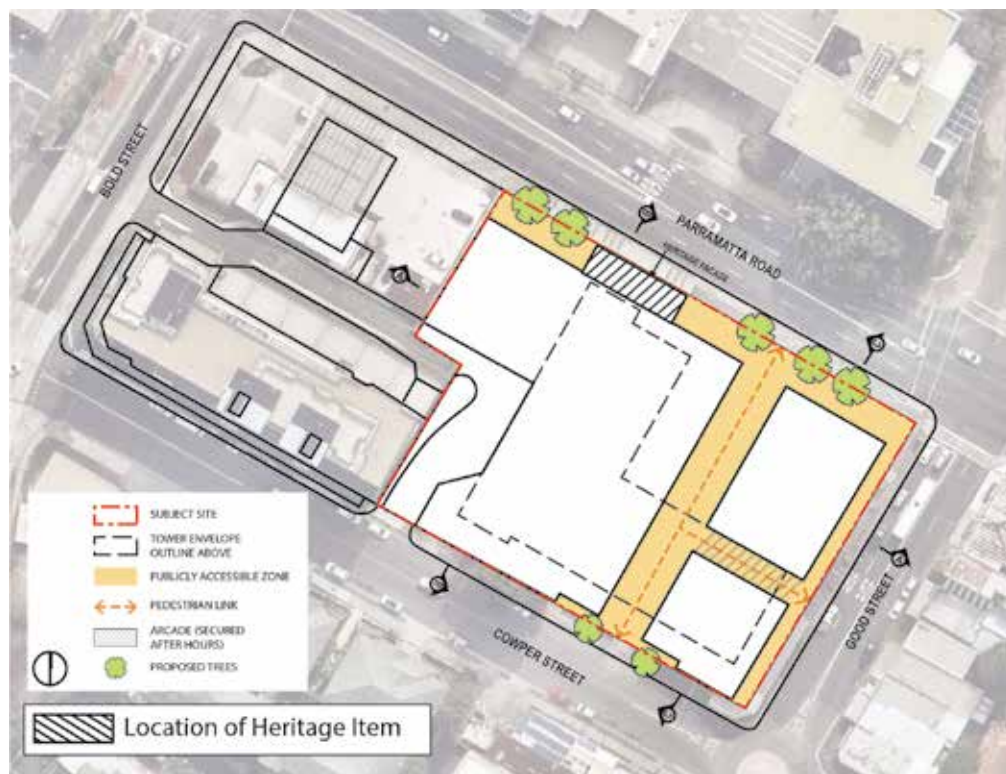 BOLD STREET
PARRAMATTA ROAD
HERITAGE FACADE
GOOD STREET
COWPER STREET
SUBJECT SITE
TOWER ENVELOPE
OUTLINE ABOVE
PUBLICLY ACCESSIBLE ZONE
PEDESTRIAN LINK
ARCADE (SECURED
AFTER HOURS)
PROPOSED TREES
Location of Heritage Item